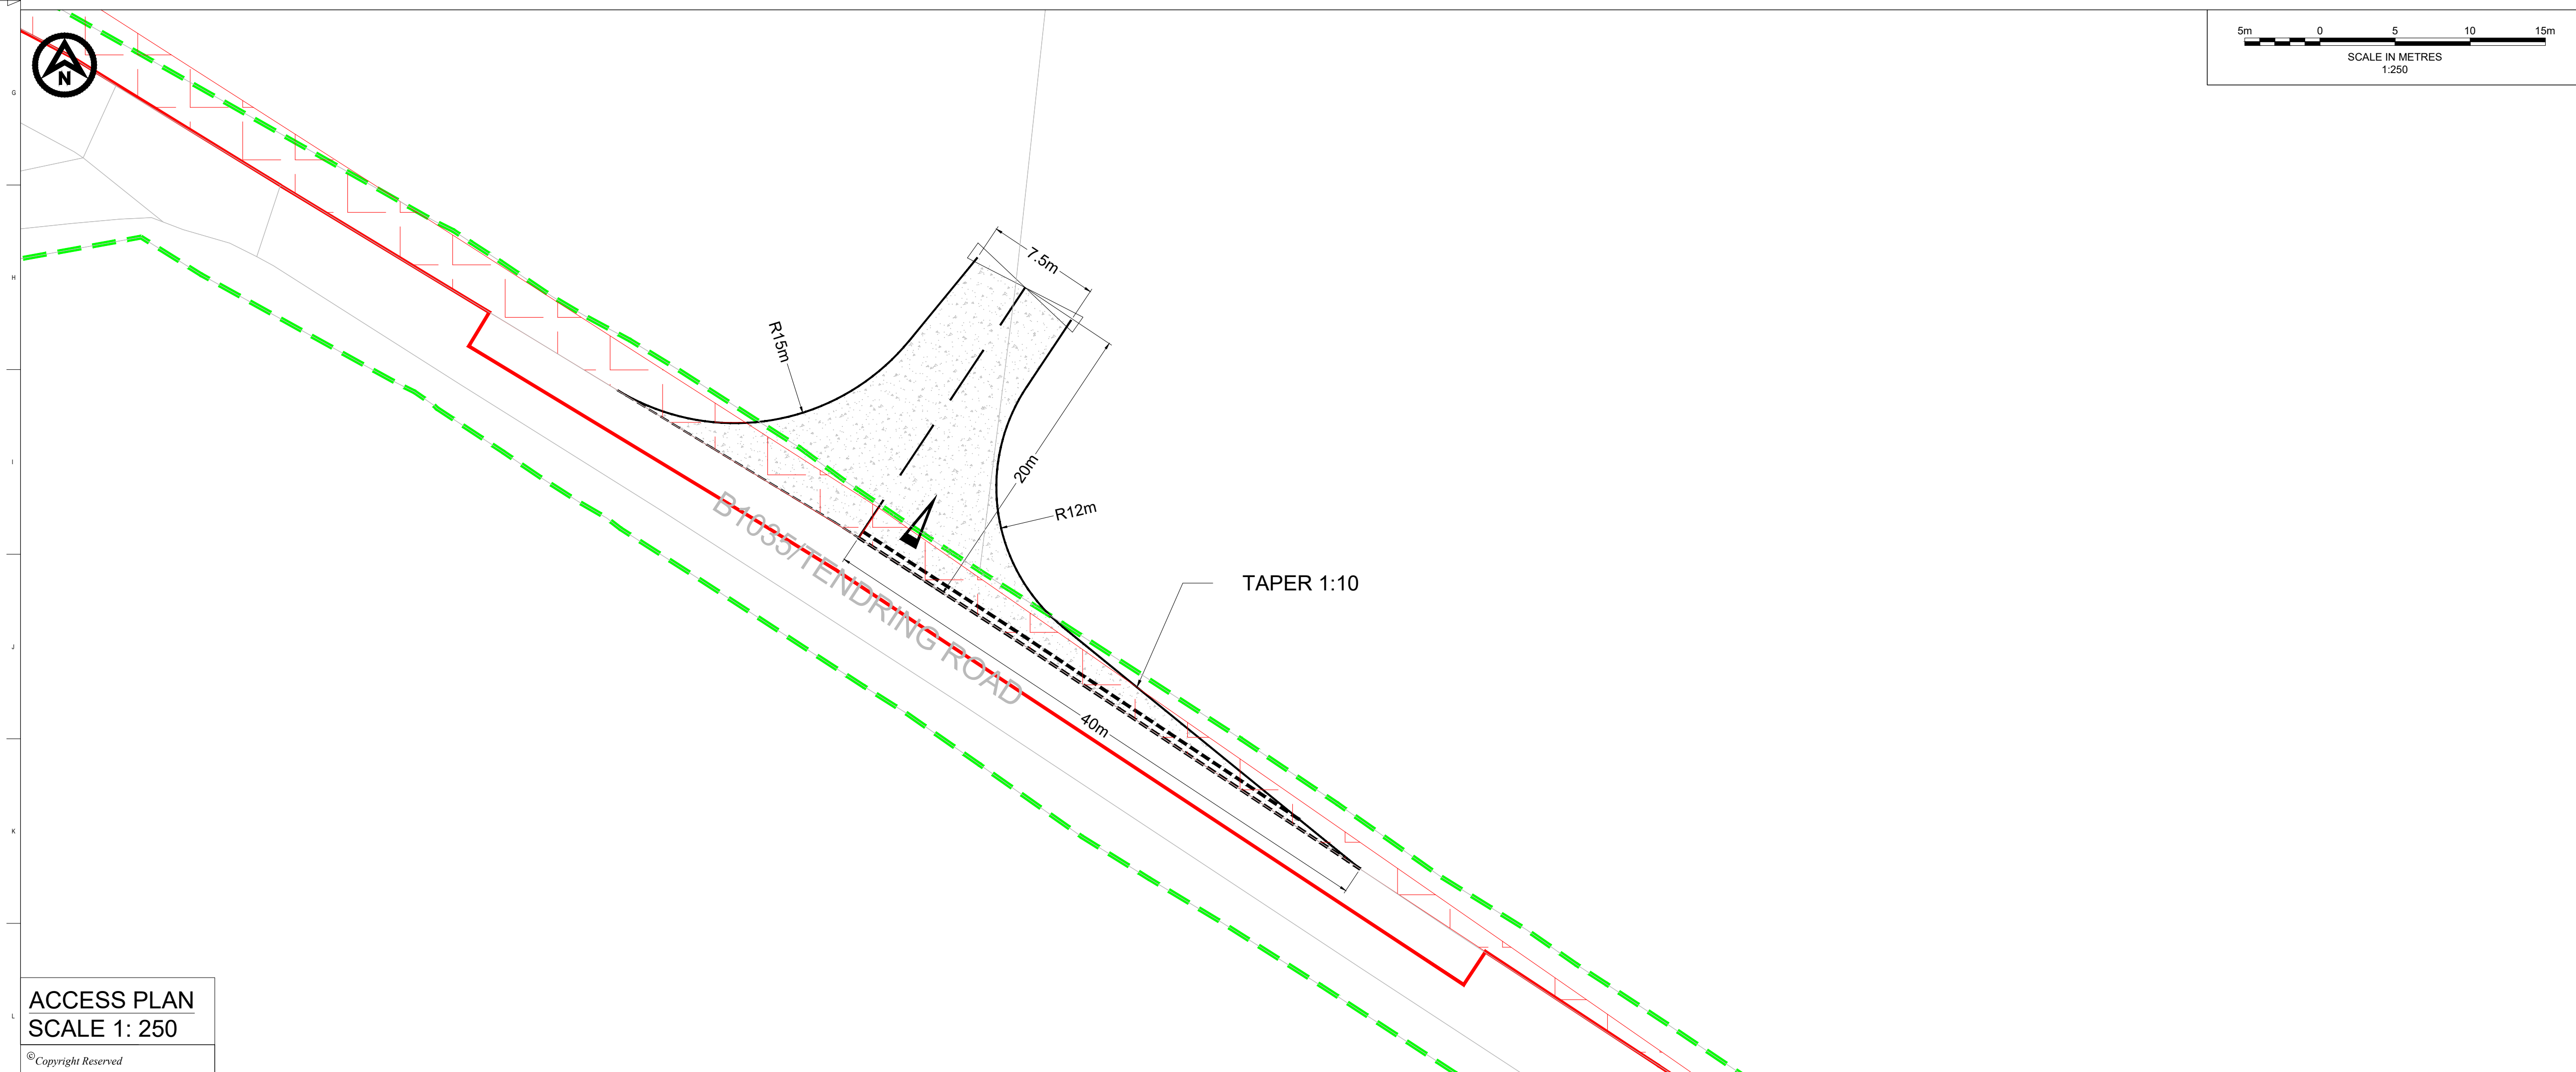 N
5m 0 5 10 15m
SCALE IN METRES
1:250
G
H
I
J
K
L
7.5m
R15m
20m
R12m
B1035/TENDRING ROAD
TAPER 1:10
40m
ACCESS PLAN
SCALE 1: 250
©Copyright Reserved